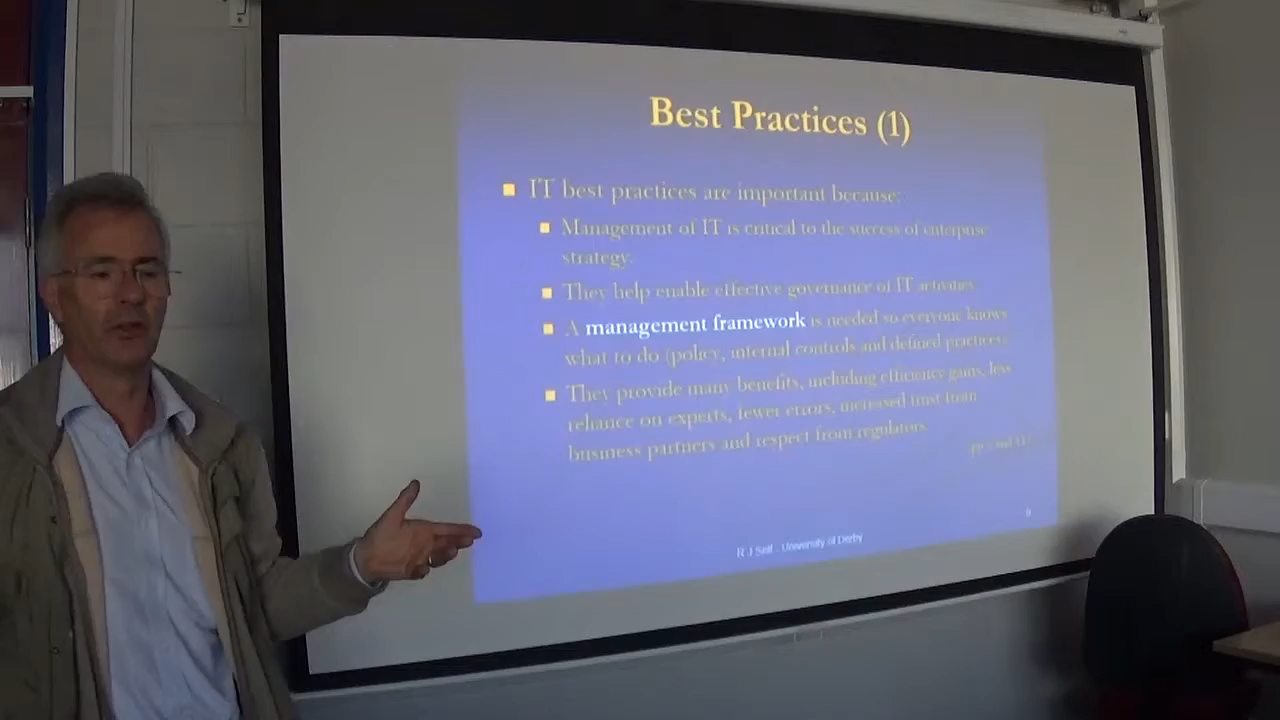 Best Practices (1)
IT best practices are important because:
Management of IT is critical to the success of enterprise
strategy.
They help enable effective governance of IT activities.
A management framework is needed so everyone knows
what to do (policy, internal controls and defined practices).
They provide many benefits, including efficiency gains, less
reliance on experts, fewer errors, increased trust from
business partners and respect from regulators.
R J Self - University of Derby